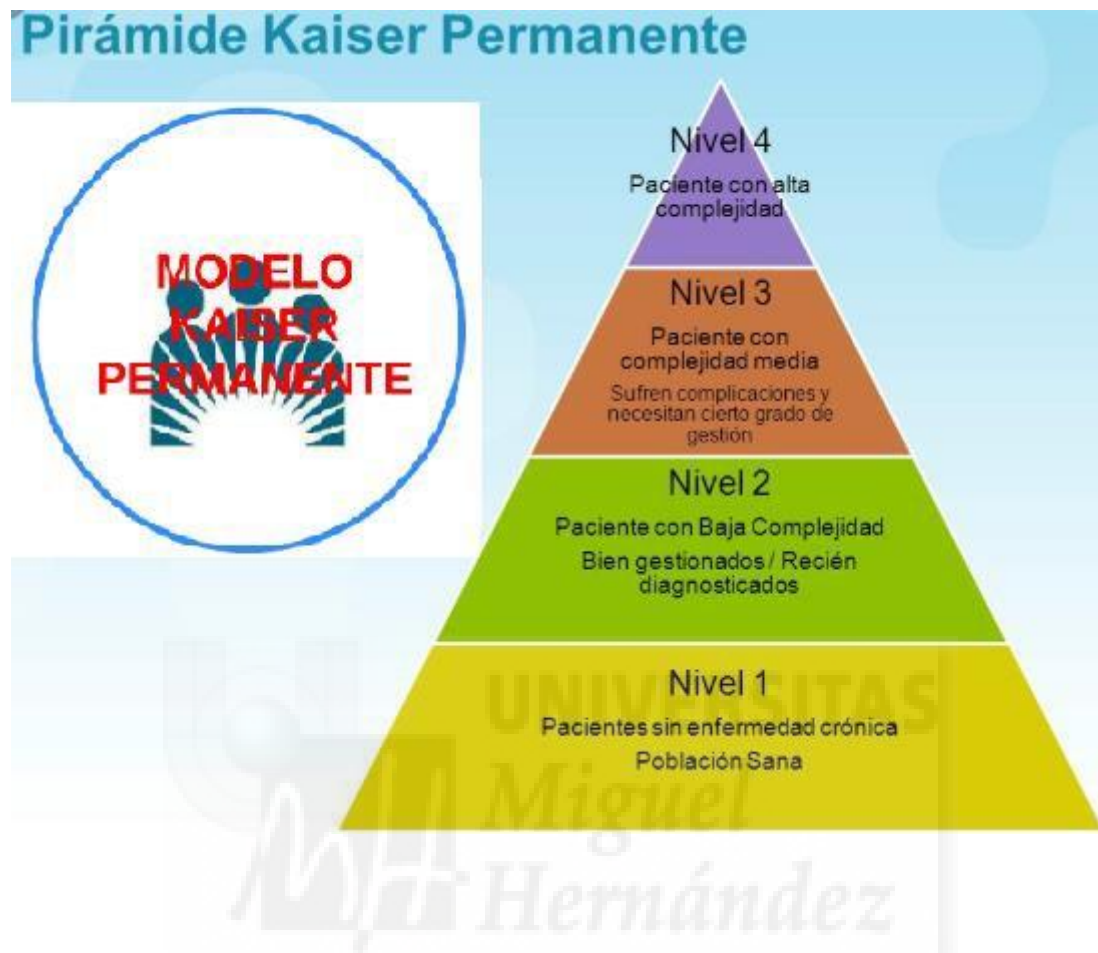 Pirámide Kaiser Permanente
MODELO
KAISER
PERMANENTE
Nivel 4
Paciente con alta
complejidad
Nivel 3
Paciente con
complejidad media
Sufren complicaciones y
necesitan cierto grado de
gestión
Nivel 2
Paciente con Baja Complejidad
Bien gestionados / Recién
diagnosticados
Nivel 1
Pacientes sin enfermedad crónica
Población Sana
UNIVERSITAS
Miguel
Hernández